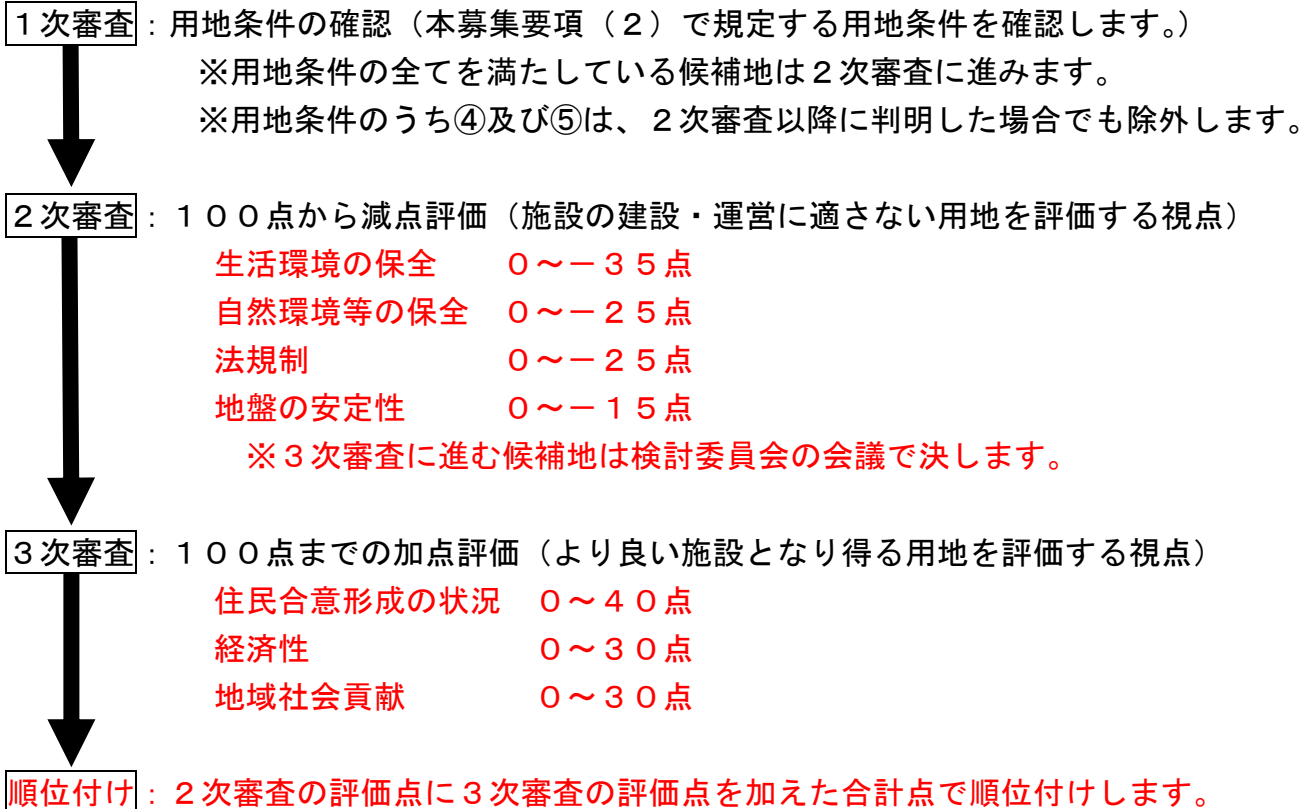 １次審査：用地条件の確認（本募集要項（２）で規定する用地条件を確認します。）
※用地条件の全てを満たしている候補地は２次審査に進みます。
※用地条件のうち④及び⑤は、２次審査以降に判明した場合でも除外します。
２次審査：１００点から減点評価（施設の建設・運営に適さない用地を評価する視点）
生活環境の保全　　０～－３５点
自然環境等の保全　０～－２５点
法規制　　　　　　０～－２５点
地盤の安定性　　　０～－１５点
※３次審査に進む候補地は検討委員会の会議で決します。
３次審査：１００点までの加点評価（より良い施設となり得る用地を評価する視点）
住民合意形成の状況　０～４０点
経済性　　　　　　　０～３０点
地域社会貢献　　　　０～３０点
順位付け：２次審査の評価点に３次審査の評価点を加えた合計点で順位付けします。